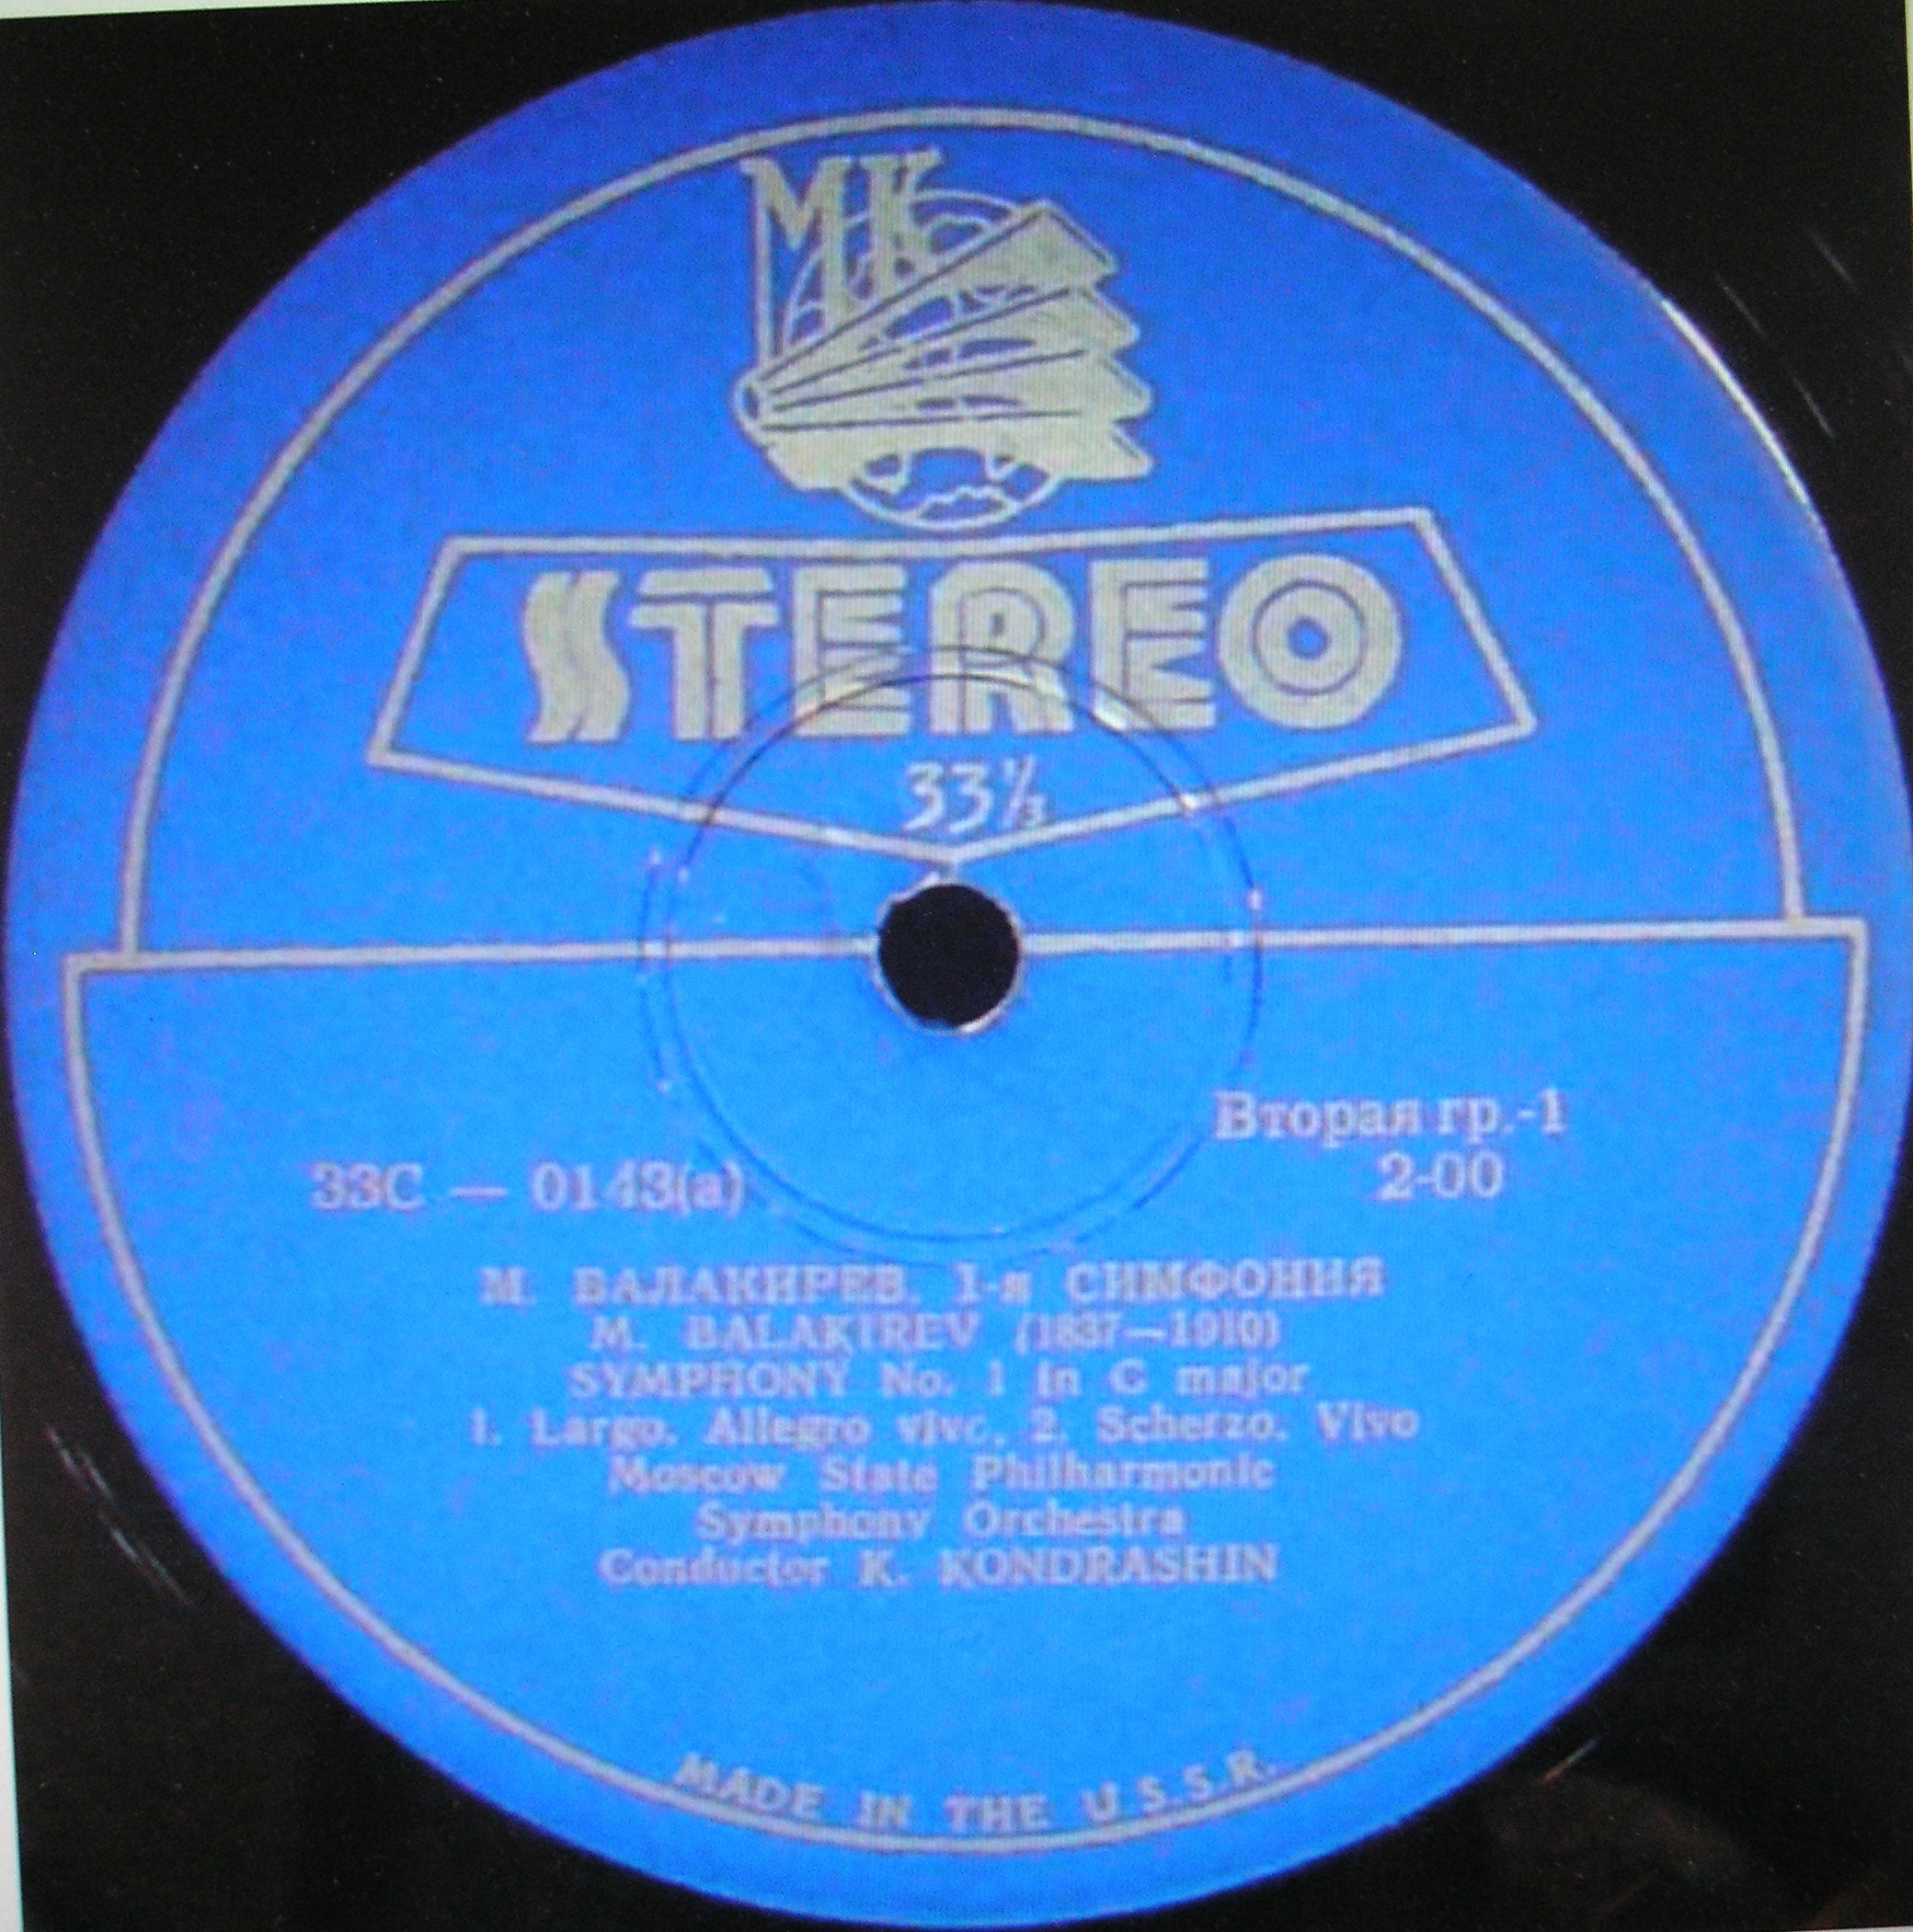 MK
STEREO
33⅓
Вторая гр.-1
33С — 0143(а)
2-00
М. БАЛАКИРЕВ. 1-я СИМФОНИЯ
M. BALAKIREV (1837—1910)
SYMPHONY No. 1 in C major
1. Largo. Allegro vivo. 2. Scherzo. Vivo
Moscow State Philharmonic
Symphony Orchestra
Conductor K. KONDRASHIN
MADE IN THE U.S.S.R.